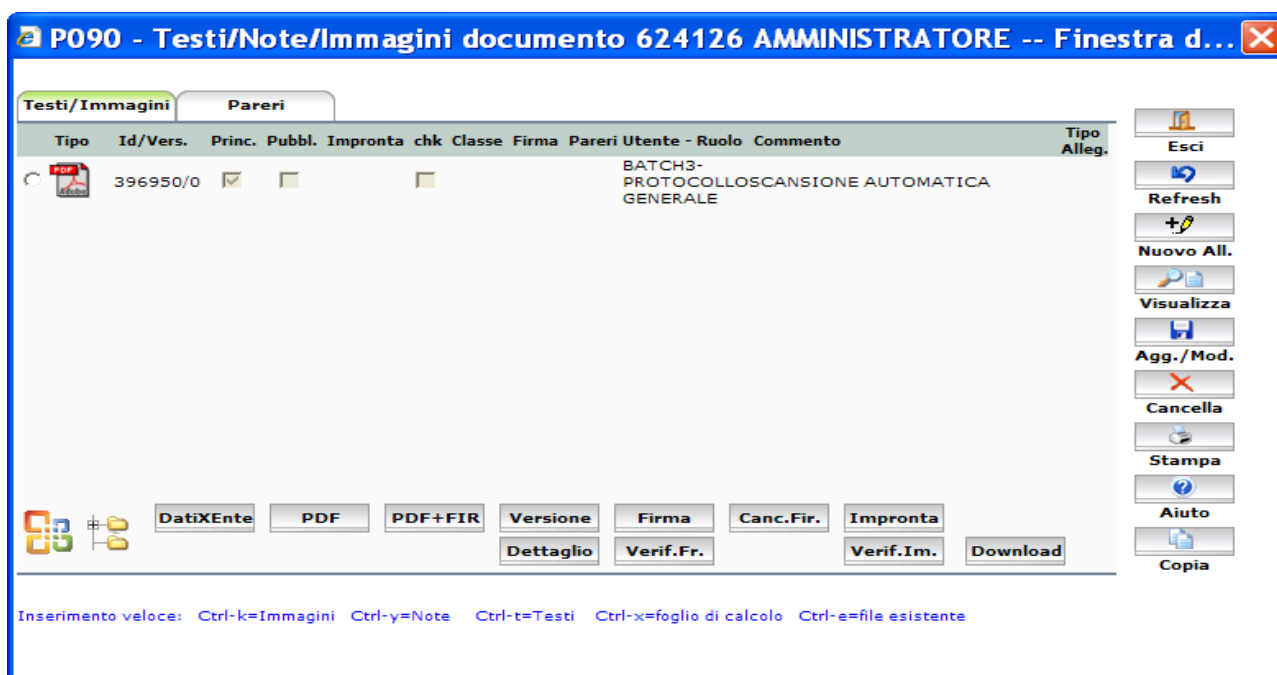 P090 - Testi/Note/Immagini documento 624126 AMMINISTRATORE -- Finestra d...
Testi/Immagini Pareri
Tipo Id/Vers. Princ. Pubbl. Impronta chk Classe Firma Pareri Utente - Ruolo Commento Tipo Alleg.
PDF Adobe 396950/0 BATCH3-
PROTOCOLLOSCANSIONE AUTOMATICA
GENERALE
DatiXEnte PDF PDF+FIR Versione Firma Canc.Fir. Impronta
Dettaglio Verif.Fr. Verif.Im. Download
Esci
Refresh
Nuovo All.
Visualizza
Agg./Mod.
Cancella
Stampa
Aiuto
Copia
Inserimento veloce: Ctrl-k=Immagini Ctrl-y=Note Ctrl-t=Testi Ctrl-x=foglio di calcolo Ctrl-e=file esistente